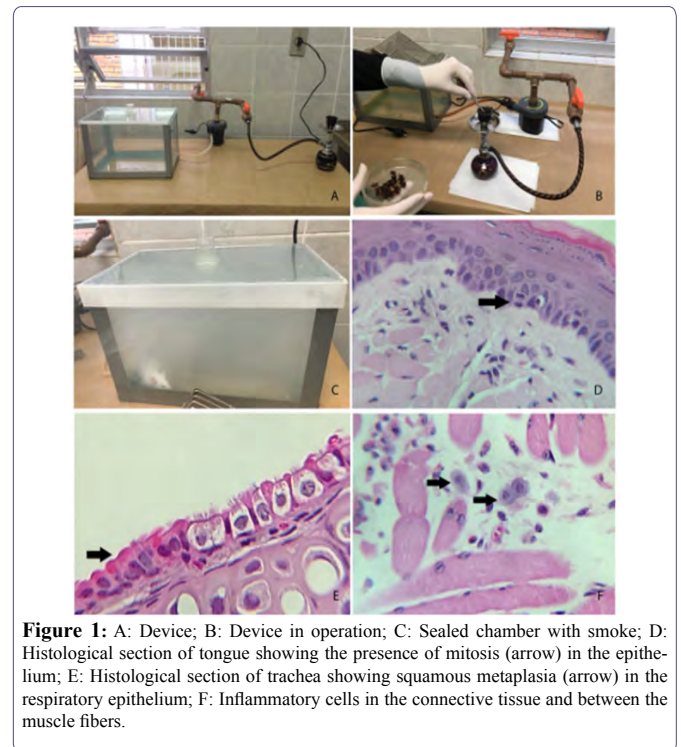 A
B
C
D
E
F
Figure 1: A: Device; B: Device in operation; C: Sealed chamber with smoke; D:
Histological section of tongue showing the presence of mitosis (arrow) in the epithe-
lium; E: Histological section of trachea showing squamous metaplasia (arrow) in the
respiratory epithelium; F: Inflammatory cells in the connective tissue and between the
muscle fibers.